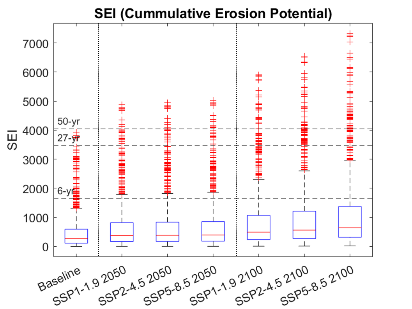 SEI (Cummulative Erosion Potential)
7000
6000
5000
4000
3000
2000
1000
0
SEI
50-yr
27-yr
6-yr
Baseline
SSP1-1.9 2050
SSP2-4.5 2050
SSP5-8.5 2050
SSP1-1.9 2100
SSP2-4.5 2100
SSP5-8.5 2100